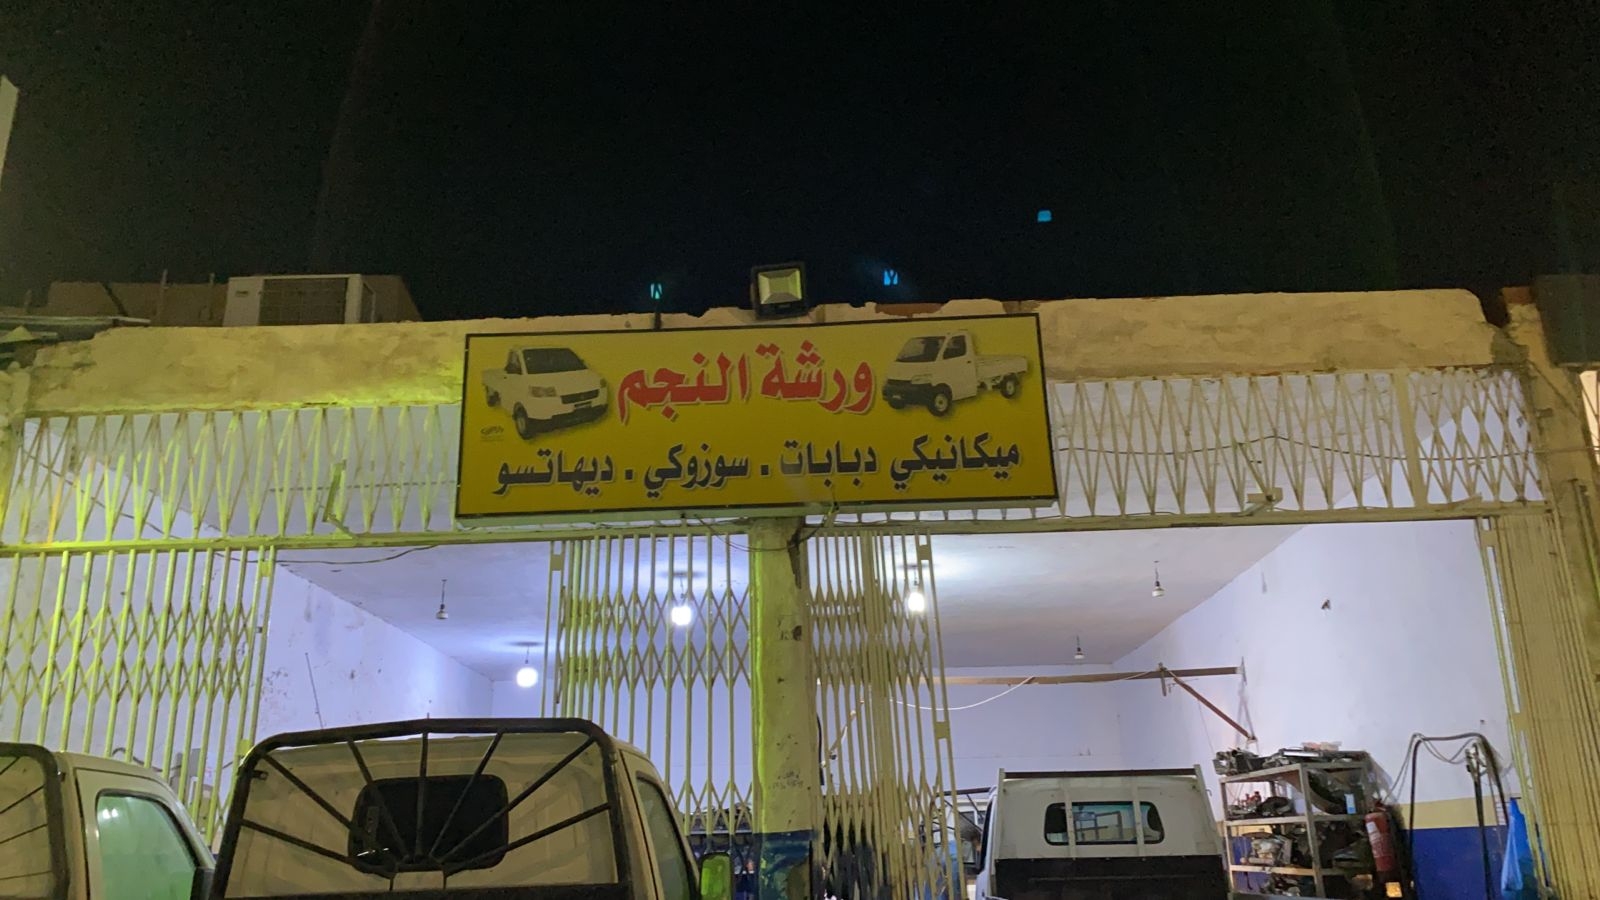 ورشة النجم
ميكانيكي دبابات . سوزوكي . ديهاتسو